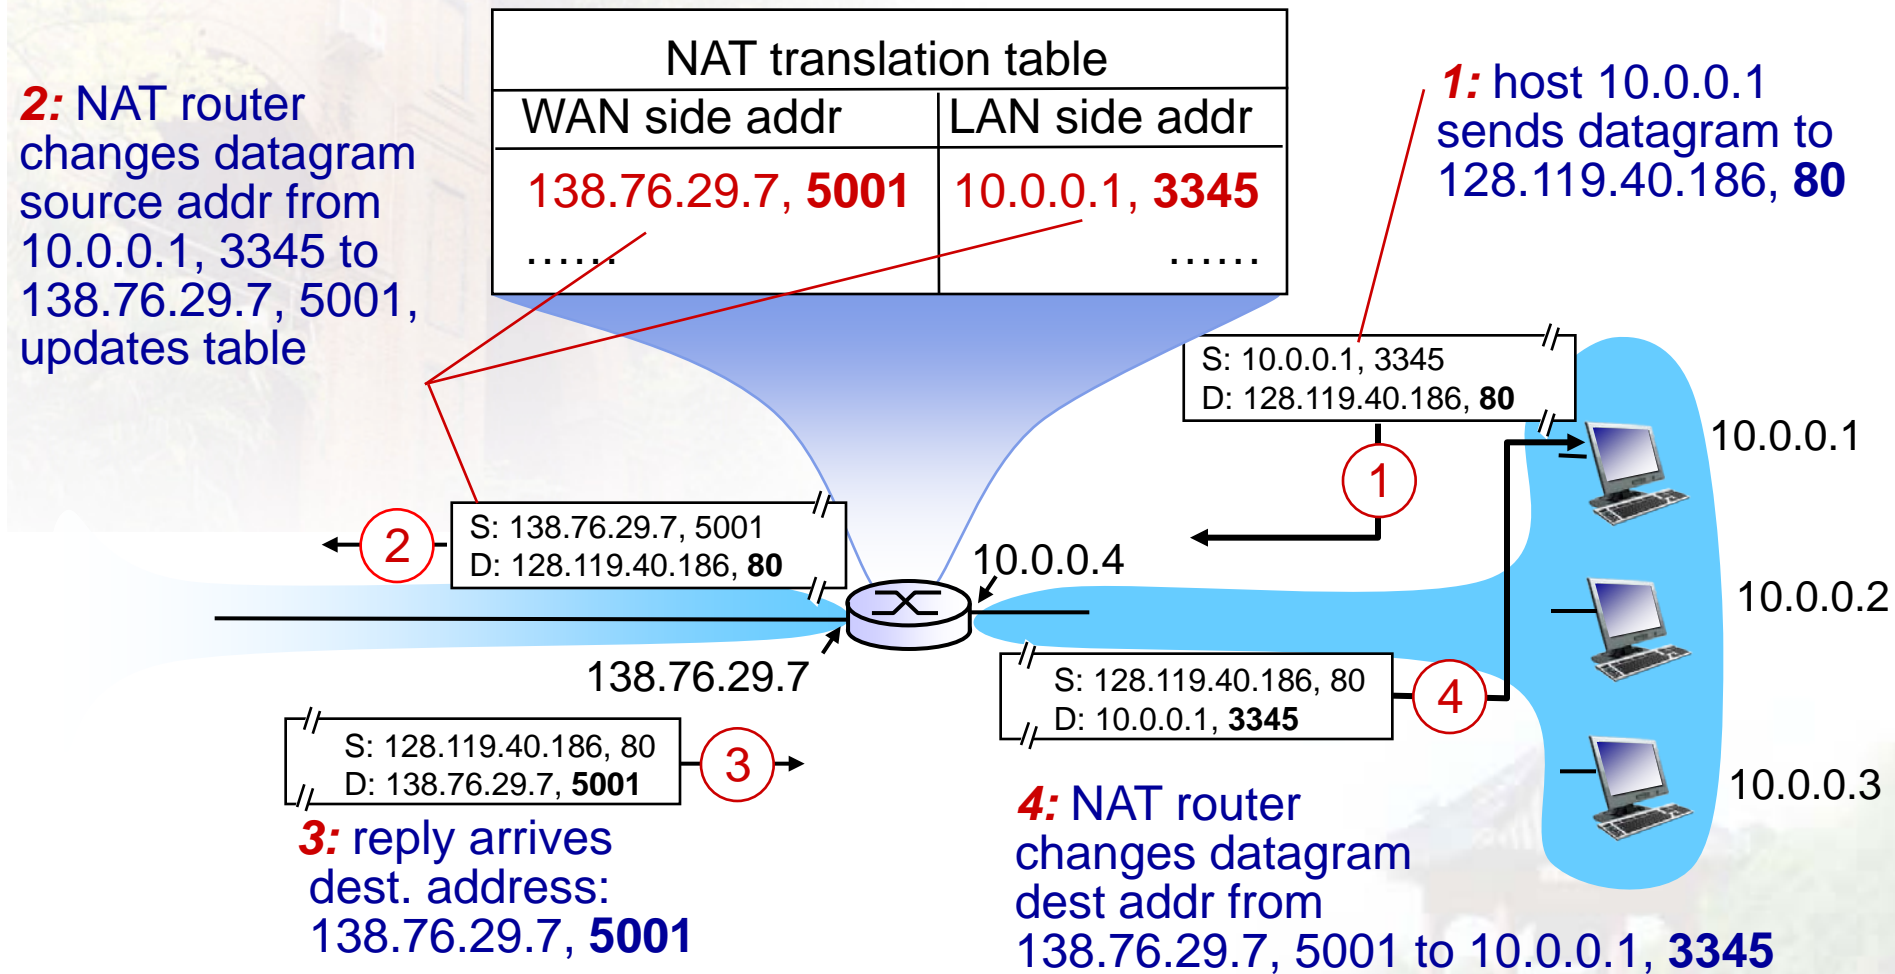 NAT translation table
WAN side addr LAN side addr
138.76.29.7, 5001 10.0.0.1, 3345
...... ......
2: NAT router
changes datagram
source addr from
10.0.0.1, 3345 to
138.76.29.7, 5001,
updates table
1: host 10.0.0.1
sends datagram to
128.119.40.186, 80
S: 10.0.0.1, 3345
D: 128.119.40.186, 80
1
10.0.0.1
S: 138.76.29.7, 5001
D: 128.119.40.186, 80
2
10.0.0.4
10.0.0.2
138.76.29.7
S: 128.119.40.186, 80
D: 10.0.0.1, 3345
4
S: 128.119.40.186, 80
D: 138.76.29.7, 5001
3
10.0.0.3
3: reply arrives
dest. address:
138.76.29.7, 5001
4: NAT router
changes datagram
dest addr from
138.76.29.7, 5001 to 10.0.0.1, 3345